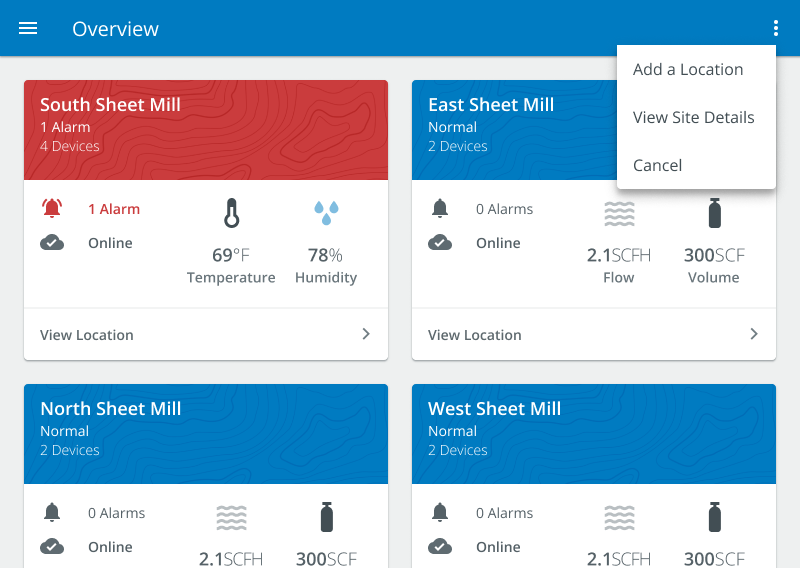 Overview
Add a Location
View Site Details
Cancel
South Sheet Mill
1 Alarm
4 Devices
1 Alarm
Online
69°F
Temperature
78%
Humidity
View Location
East Sheet Mill
Normal
2 Devices
0 Alarms
Online
2.1SCFH
Flow
300SCF
Volume
View Location
North Sheet Mill
Normal
2 Devices
0 Alarms
Online
2.1SCFH
300SCF
West Sheet Mill
Normal
2 Devices
0 Alarms
Online
2.1SCFH
300SCF